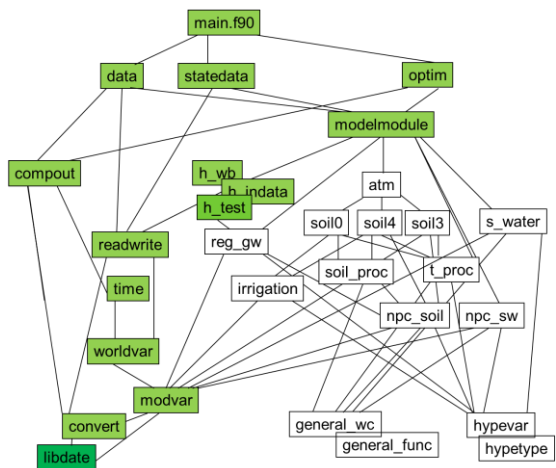 main.f90
data
statedata
optim
modelmodule
compout
h_wb
h_indata
h_test
atm
soil0
soil4
soil3
s_water
readwrite
reg_gw
soil_proc
t_proc
time
irrigation
npc_soil
npc_sw
worldvar
modvar
convert
general_wc
hypevar
general_func
hypetype
libdate